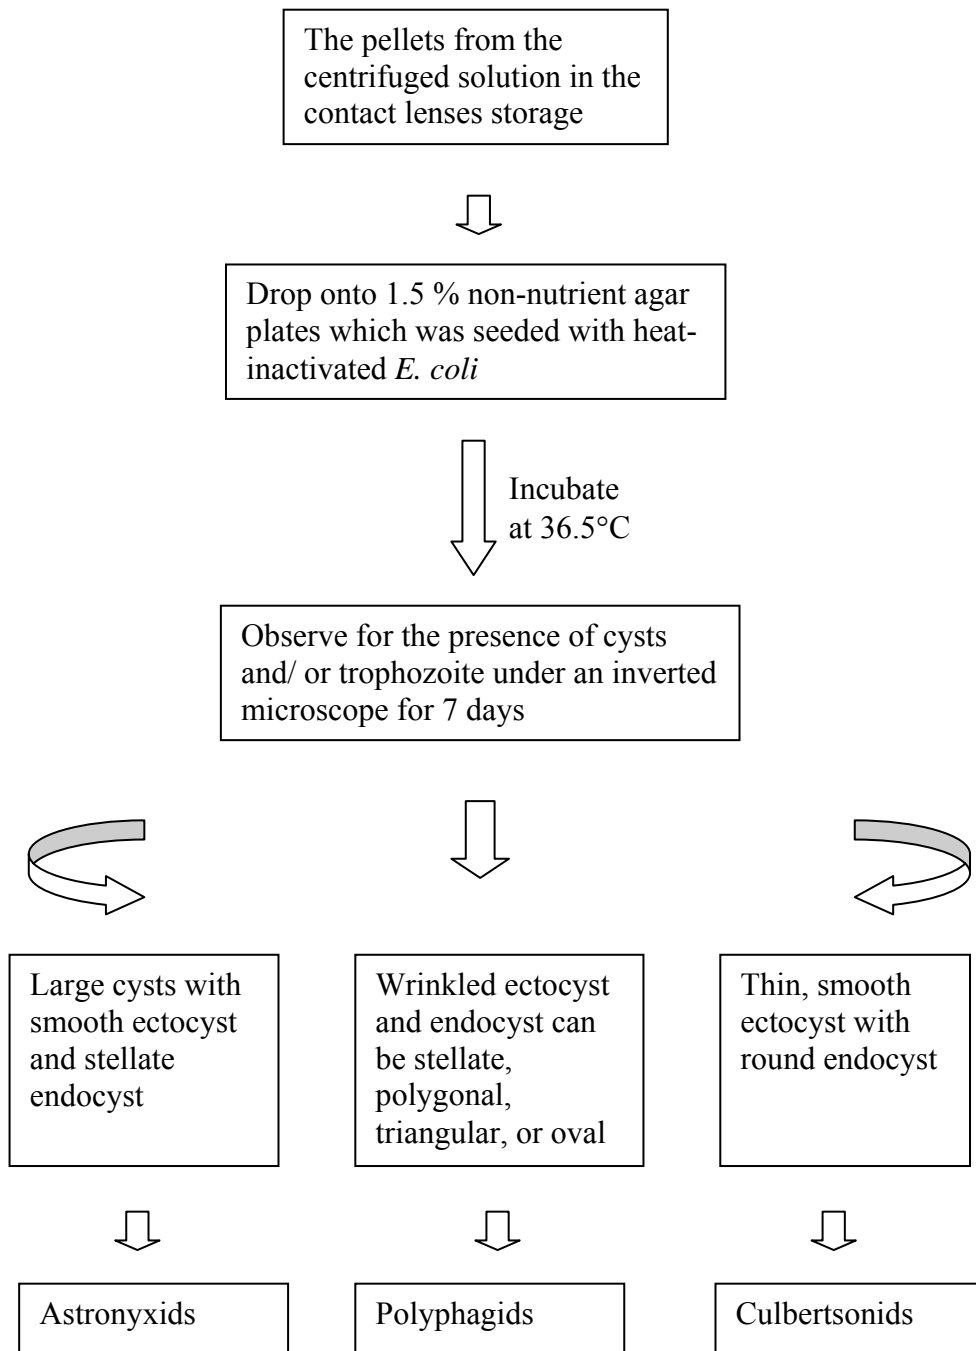 The pellets from the
centrifuged solution in the
contact lenses storage
Drop onto 1.5 % non-nutrient agar
plates which was seeded with heat-
inactivated E. coli
Incubate
at 36.5°C
Observe for the presence of cysts
and/ or trophozoite under an inverted
microscope for 7 days
Large cysts with
smooth ectocyst
and stellate
endocyst
Wrinkled ectocyst
and endocyst can
be stellate,
polygonal,
triangular, or oval
Thin, smooth
ectocyst with
round endocyst
Astronyxids
Polyphagids
Culbertsonids